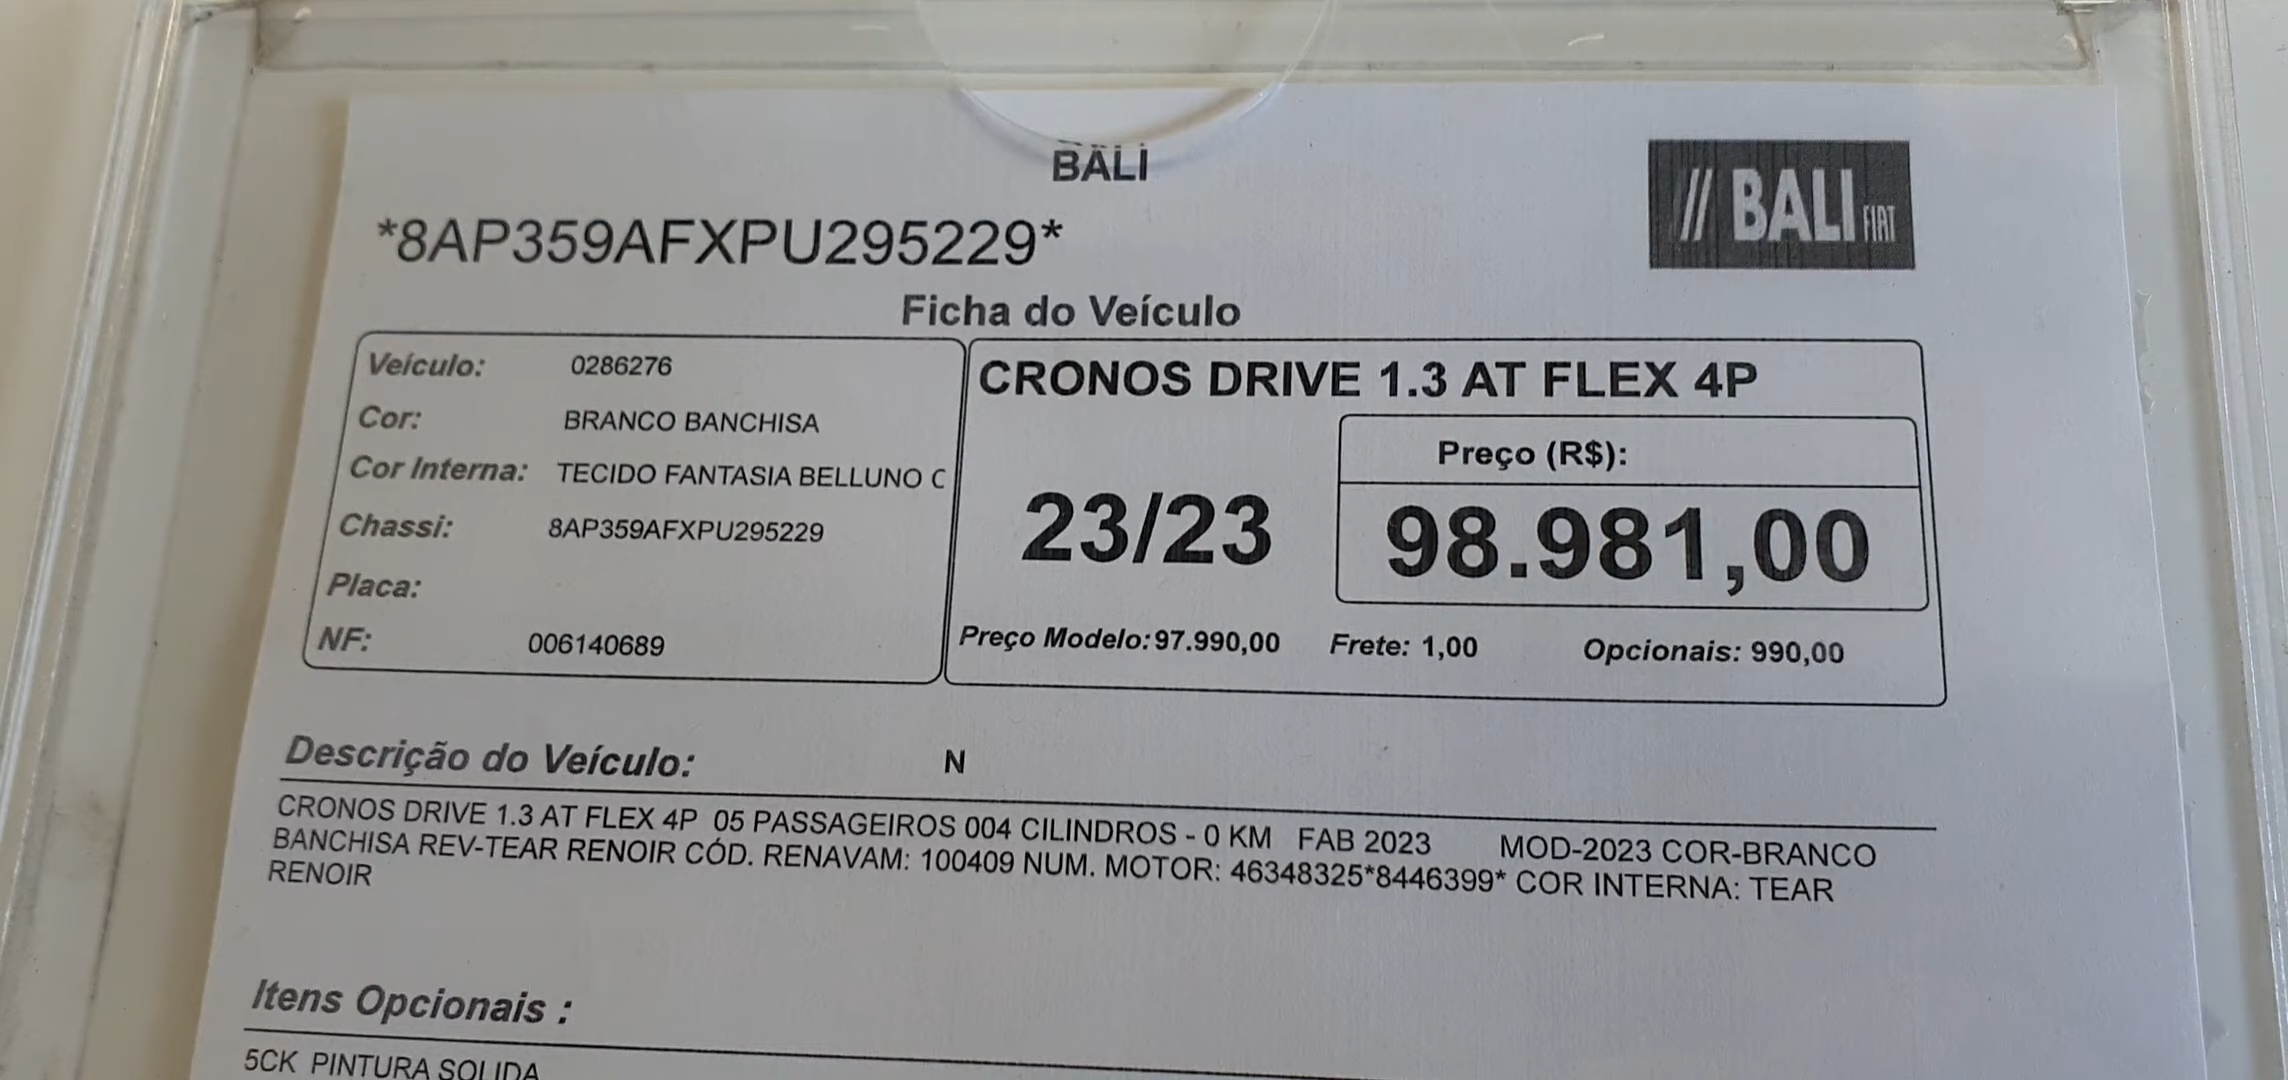 BALI
// BALI FIAT
*8AP359AFXPU295229*
Ficha do Veículo
Veículo: 0286276
Cor: BRANCO BANCHISA
Cor Interna: TECIDO FANTASIA BELLUNO C
Chassi: 8AP359AFXPU295229
Placa:
NF: 006140689
CRONOS DRIVE 1.3 AT FLEX 4P
Preço (R$):
23/23 98.981,00
Preço Modelo: 97.990,00 Frete: 1,00 Opcionais: 990,00
Descrição do Veículo: N
CRONOS DRIVE 1.3 AT FLEX 4P 05 PASSAGEIROS 004 CILINDROS - 0 KM FAB 2023 MOD-2023 COR-BRANCO
BANCHISA REV-TEAR RENOIR CÓD. RENAVAM: 100409 NUM. MOTOR: 46348325*8446399* COR INTERNA: TEAR
RENOIR
Itens Opcionais :
5CK PINTURA SOLIDA